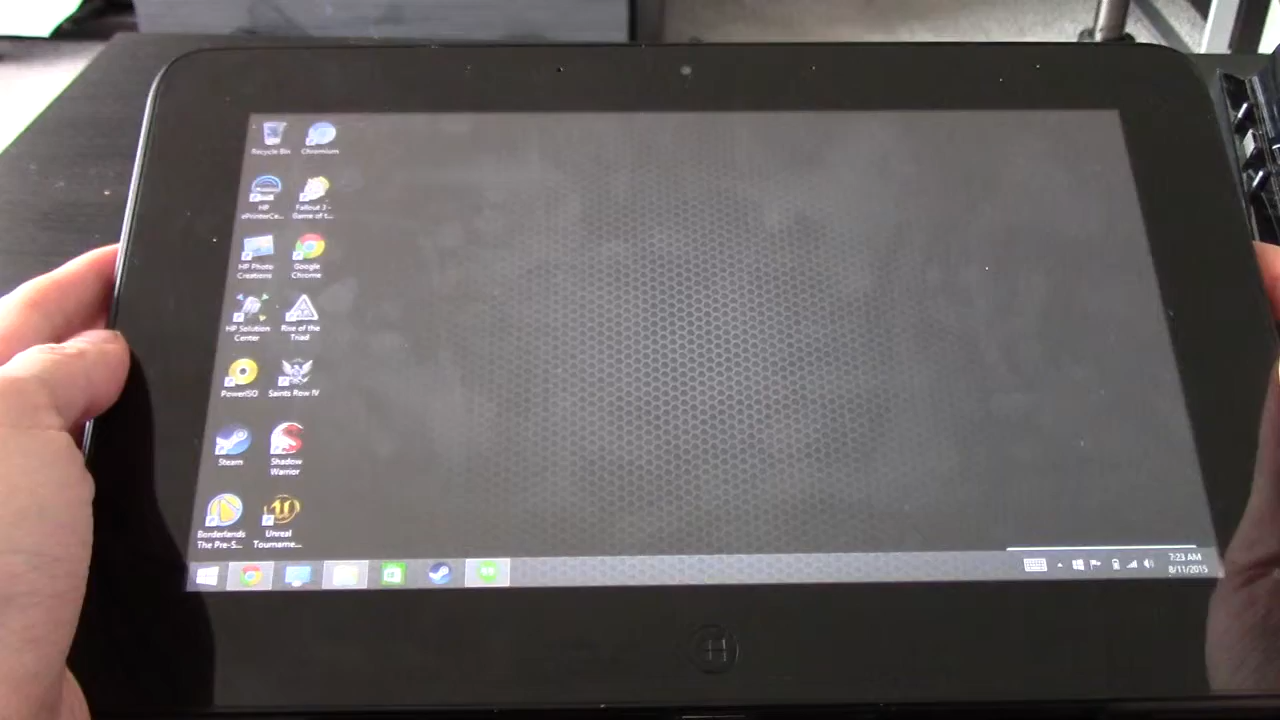 Recycle Bin
Chromium
HP
ePrinterCe...
Fallout 3 -
Game of t...
HP Photo
Creations
Google
Chrome
HP Solution
Center
Rise of the
Triad
PowerISO
Saints Row IV
Steam
Shadow
Warrior
Borderlands
The Pre-S...
Unreal
Tourname...
7:23 AM
8/11/2015